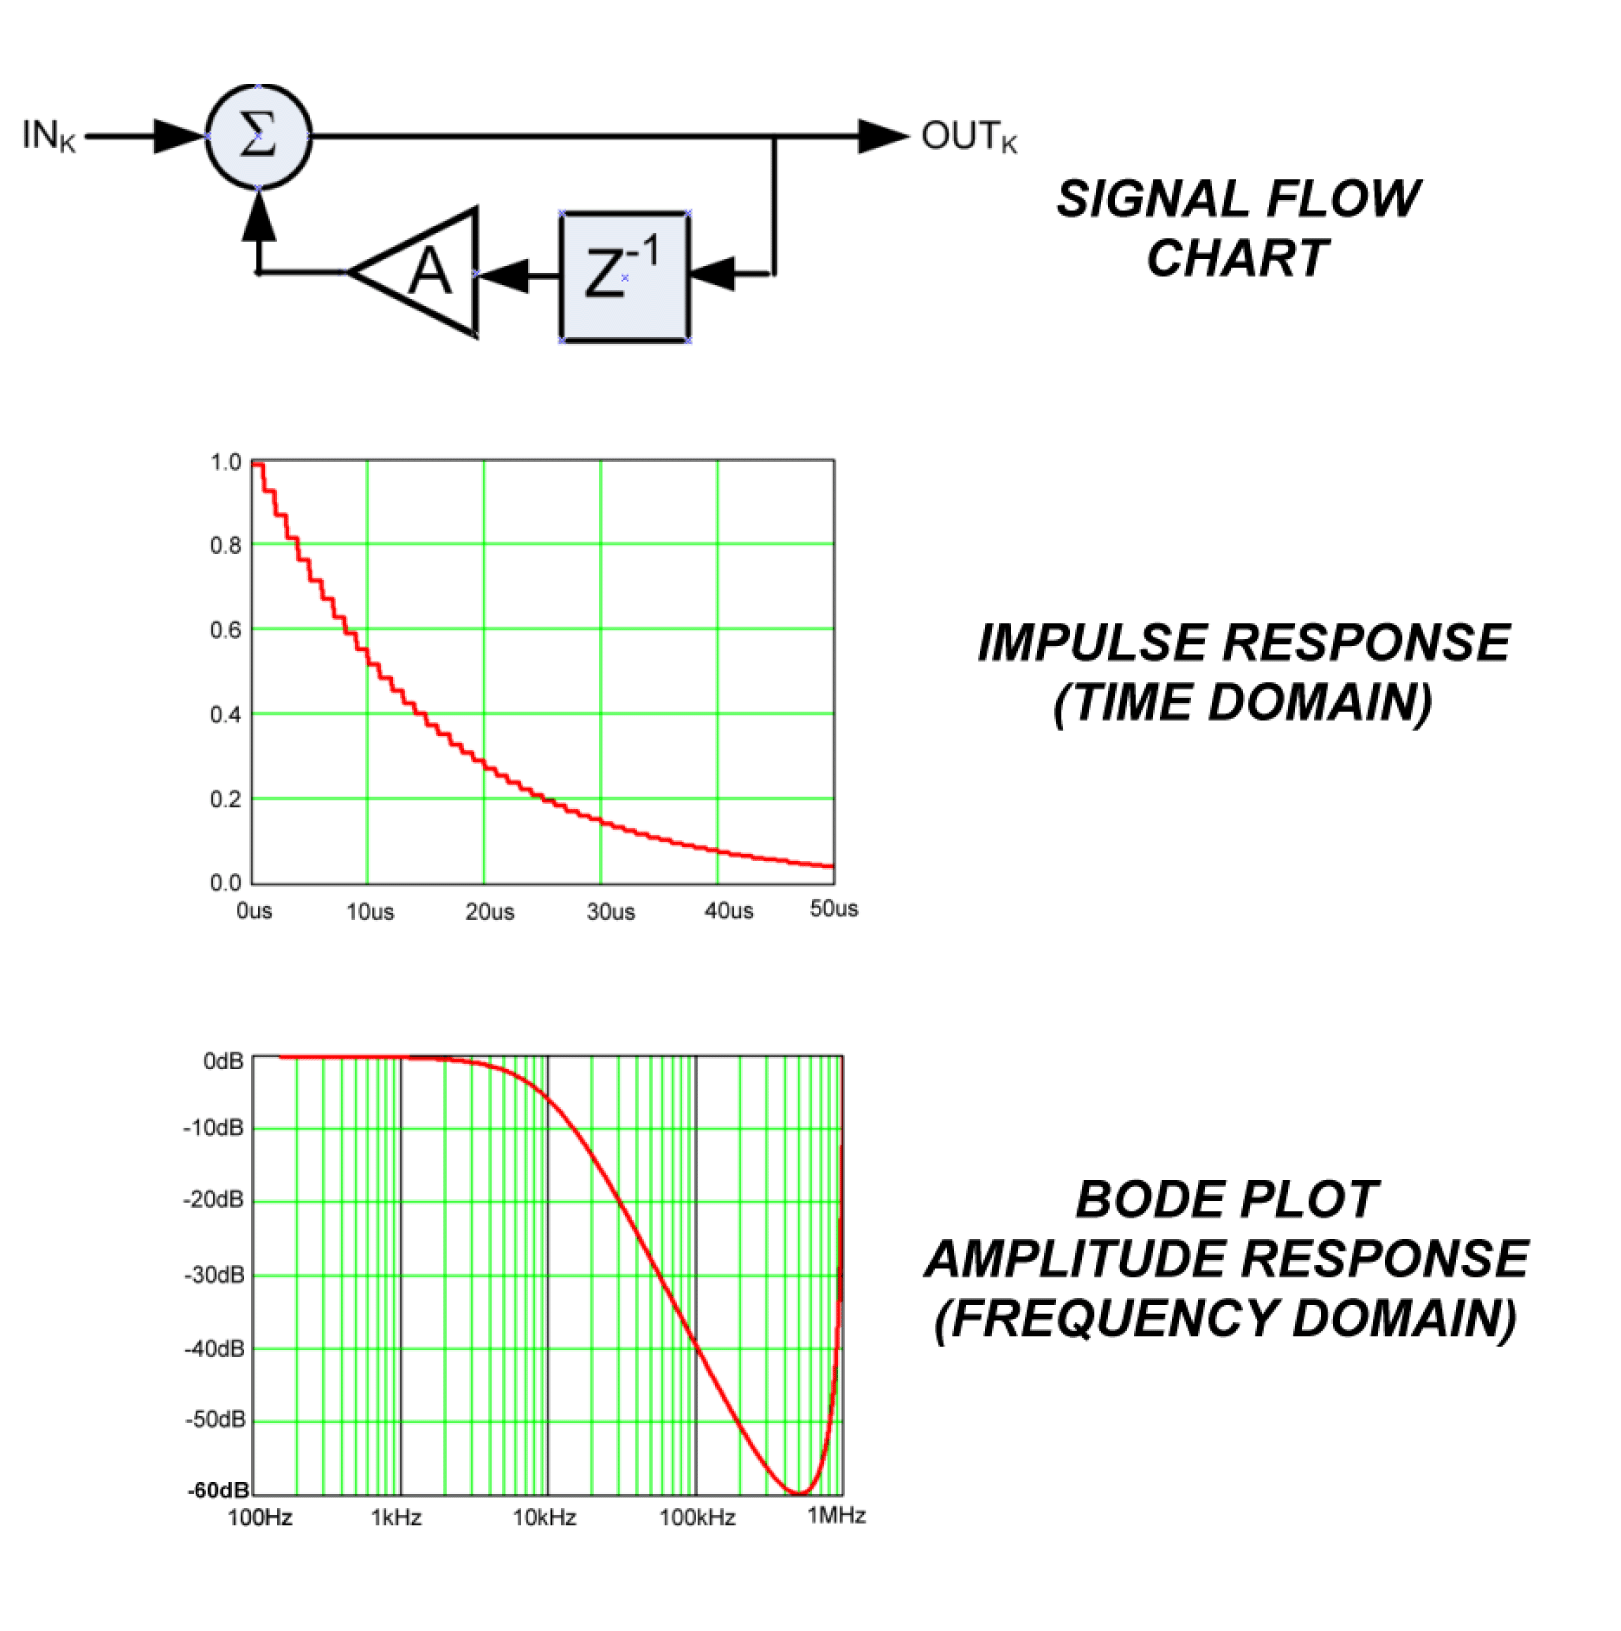 IN_K
Σ
OUT_K
A
Z^-1
SIGNAL FLOW
CHART
1.0
0.8
0.6
0.4
0.2
0.0
0us 10us 20us 30us 40us 50us
IMPULSE RESPONSE
(TIME DOMAIN)
0dB
-10dB
-20dB
-30dB
-40dB
-50dB
-60dB
100Hz 1kHz 10kHz 100kHz 1MHz
BODE PLOT
AMPLITUDE RESPONSE
(FREQUENCY DOMAIN)